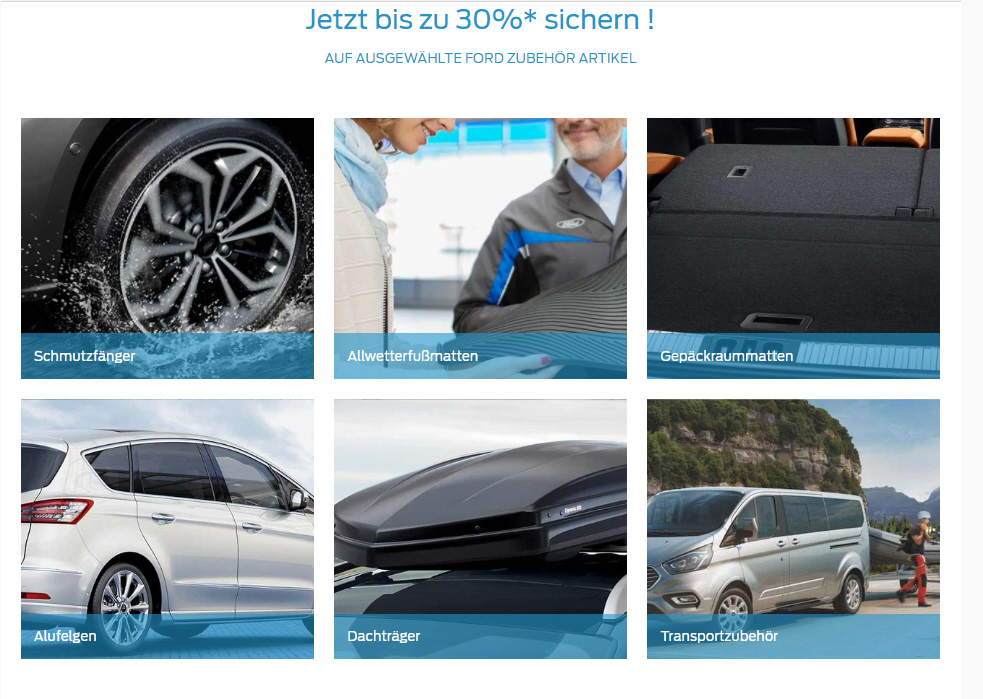 Jetzt bis zu 30%* sichern !
AUF AUSGEWÄHLTE FORD ZUBEHÖR ARTIKEL
Schmutzfänger
Allwetterfußmatten
Gepäckraummatten
Alufelgen
Dachträger
Transportzubehör